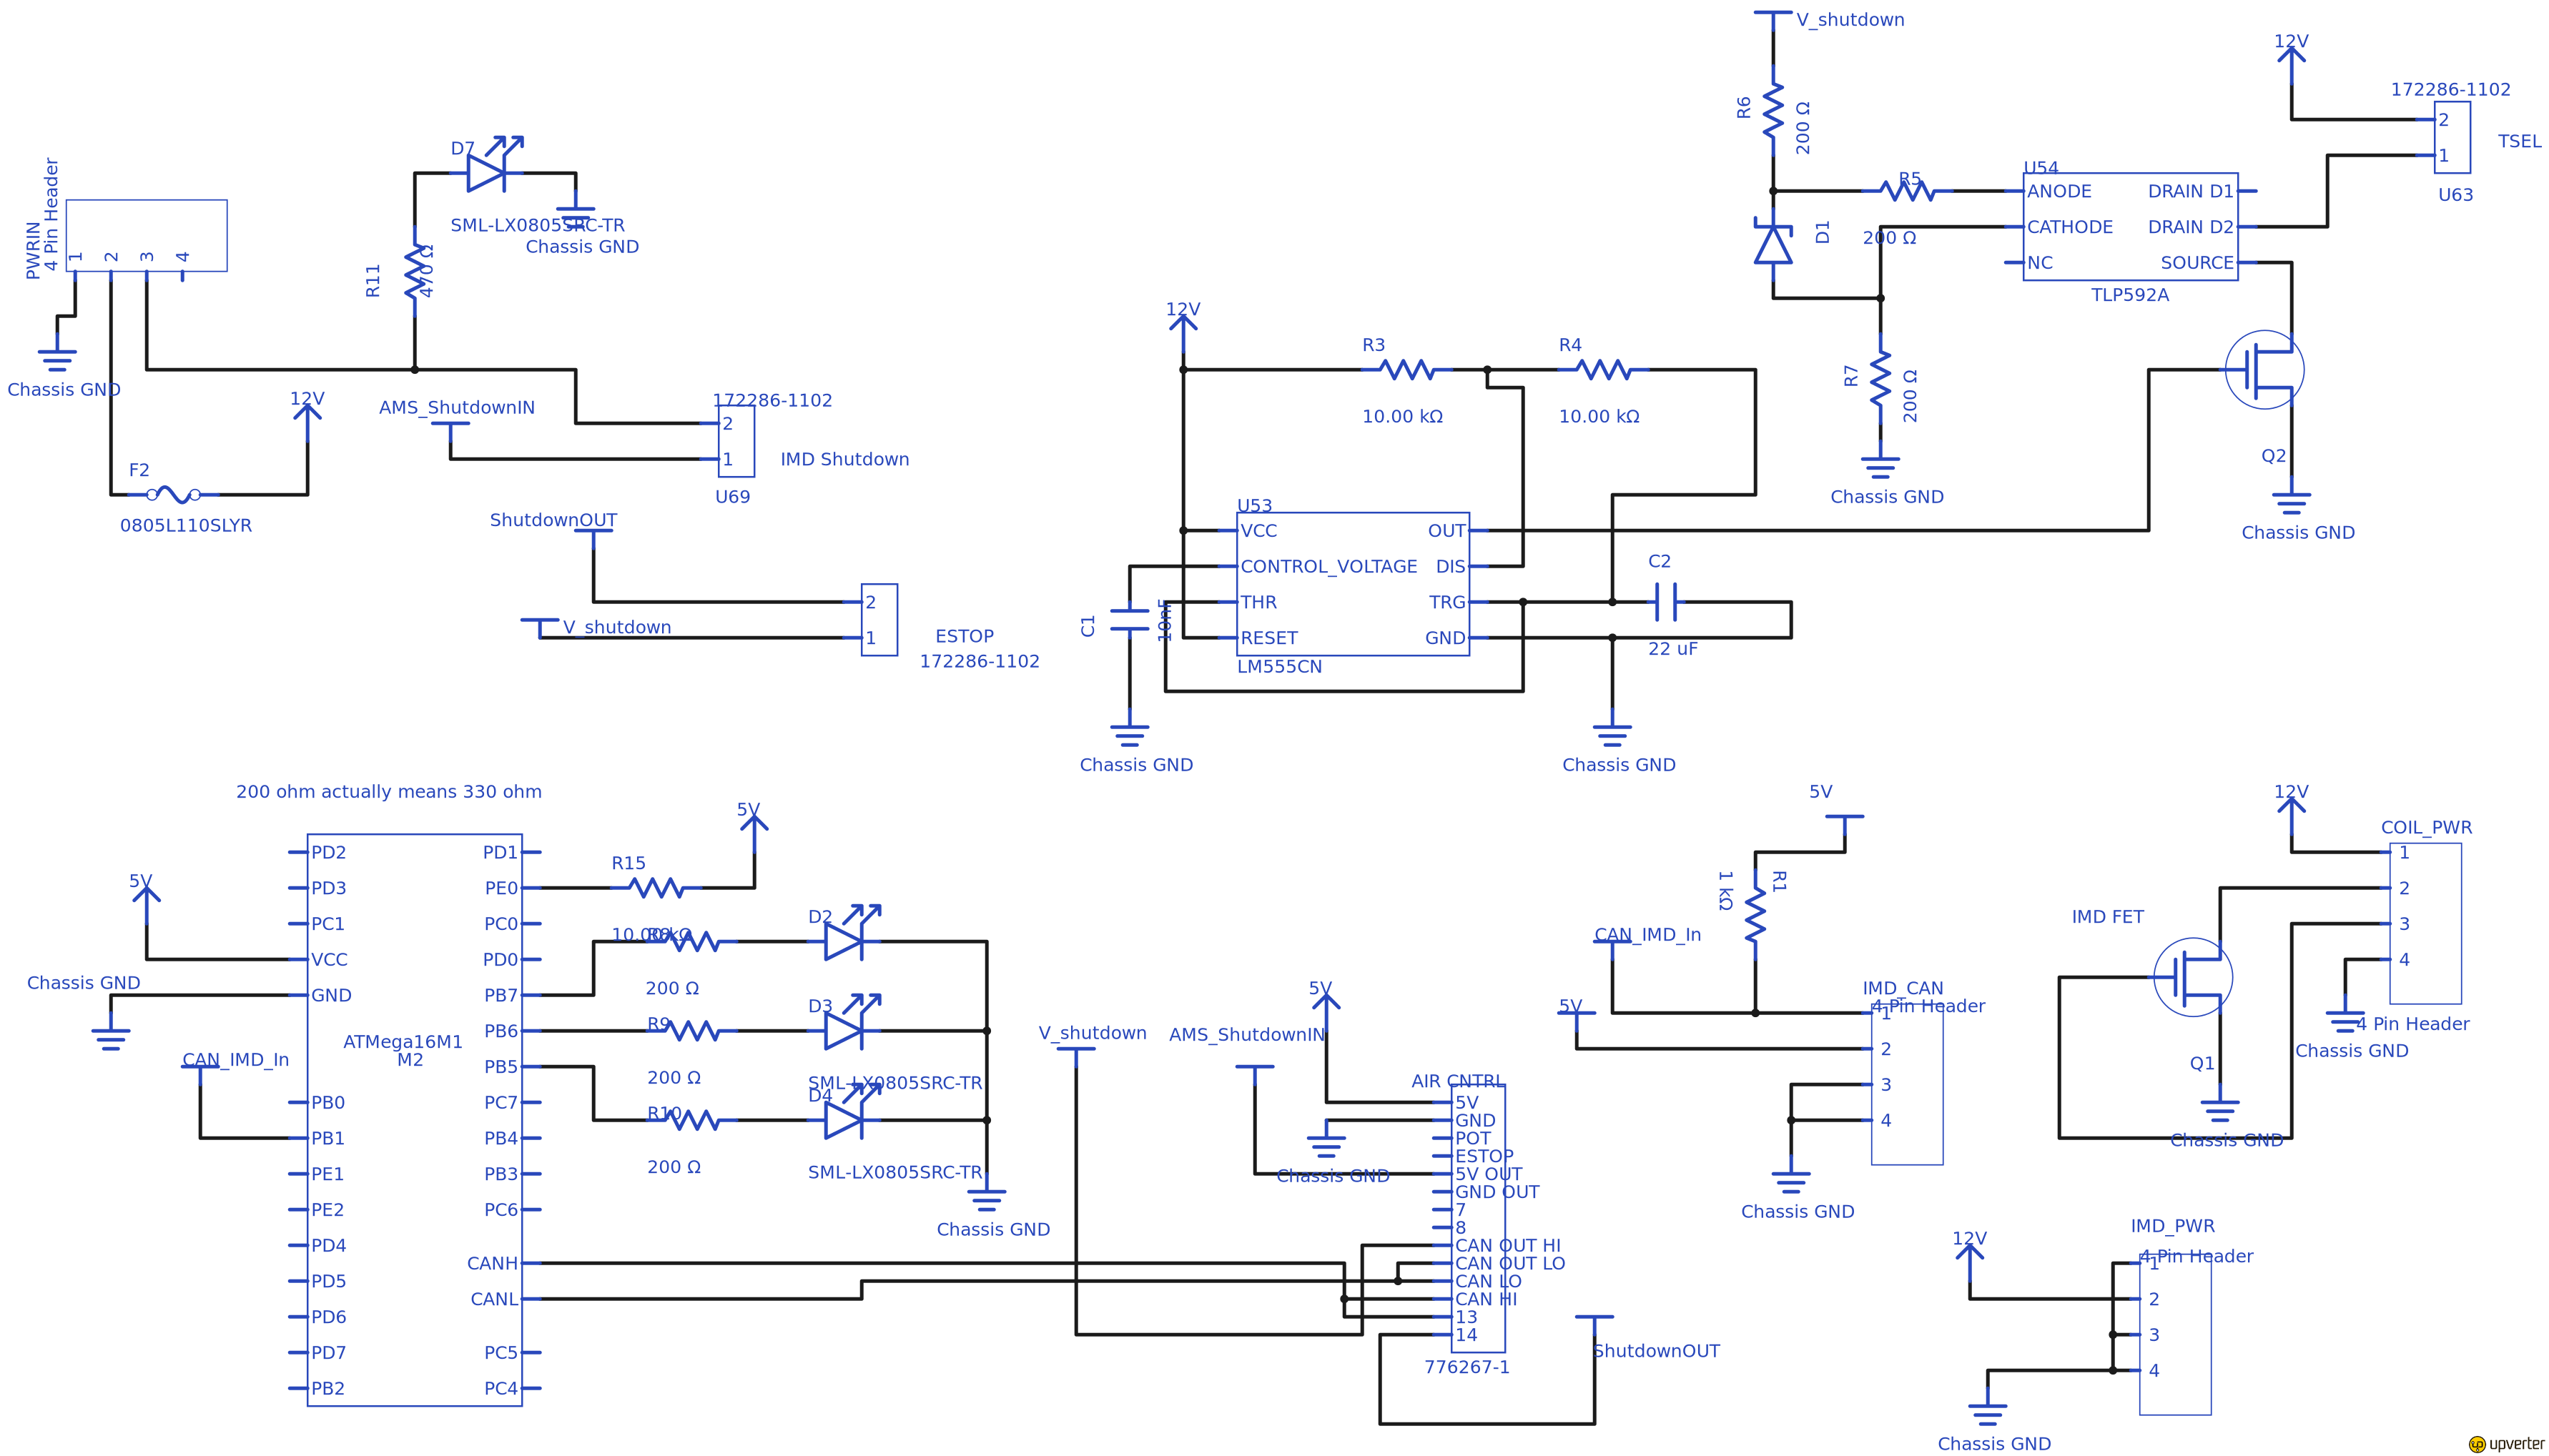 V_shutdown
12V
172286-1102
2
1
TSEL
U63
R6
200 Ω
R5
200 Ω
D1
U54
ANODE
CATHODE
NC
DRAIN D1
DRAIN D2
SOURCE
TLP592A
R7
200 Ω
Chassis GND
Q2
Chassis GND
PWRIN
4 Pin Header
1
2
3
4
Chassis GND
D7
SML-LX0805SRC-TR
Chassis GND
R11
470 Ω
12V
F2
0805L110SLYR
AMS_ShutdownIN
172286-1102
2
1
IMD Shutdown
U69
ShutdownOUT
V_shutdown
2
1
ESTOP
172286-1102
12V
R3
10.00 kΩ
R4
10.00 kΩ
U53
VCC
CONTROL_VOLTAGE
THR
RESET
OUT
DIS
TRG
GND
LM555CN
C1
10nF
C2
22 uF
Chassis GND
Chassis GND
200 ohm actually means 330 ohm
5V
Chassis GND
CAN_IMD_In
PD2
PD3
PC1
VCC
GND
PB0
PB1
PE1
PE2
PD4
PD5
PD6
PD7
PB2
ATMega16M1
M2
PD1
PE0
PC0
PD0
PB7
PB6
PB5
PC7
PB4
PB3
PC6
CANH
CANL
PC5
PC4
5V
R15
10.00 kΩ
R8
200 Ω
R9
200 Ω
R10
200 Ω
D2
D3
SML-LX0805SRC-TR
D4
SML-LX0805SRC-TR
Chassis GND
V_shutdown
AMS_ShutdownIN
5V
Chassis GND
AIR CNTRL
5V
GND
POT
ESTOP
5V OUT
GND OUT
7
8
CAN OUT HI
CAN OUT LO
CAN LO
CAN HI
13
14
776267-1
ShutdownOUT
5V
R1
1 kΩ
CAN_IMD_In
5V
IMD_CAN
4 Pin Header
1
2
3
4
Chassis GND
12V
COIL_PWR
1
2
3
4
4 Pin Header
Chassis GND
IMD FET
Q1
Chassis GND
12V
IMD_PWR
4 Pin Header
1
2
3
4
Chassis GND
upverter